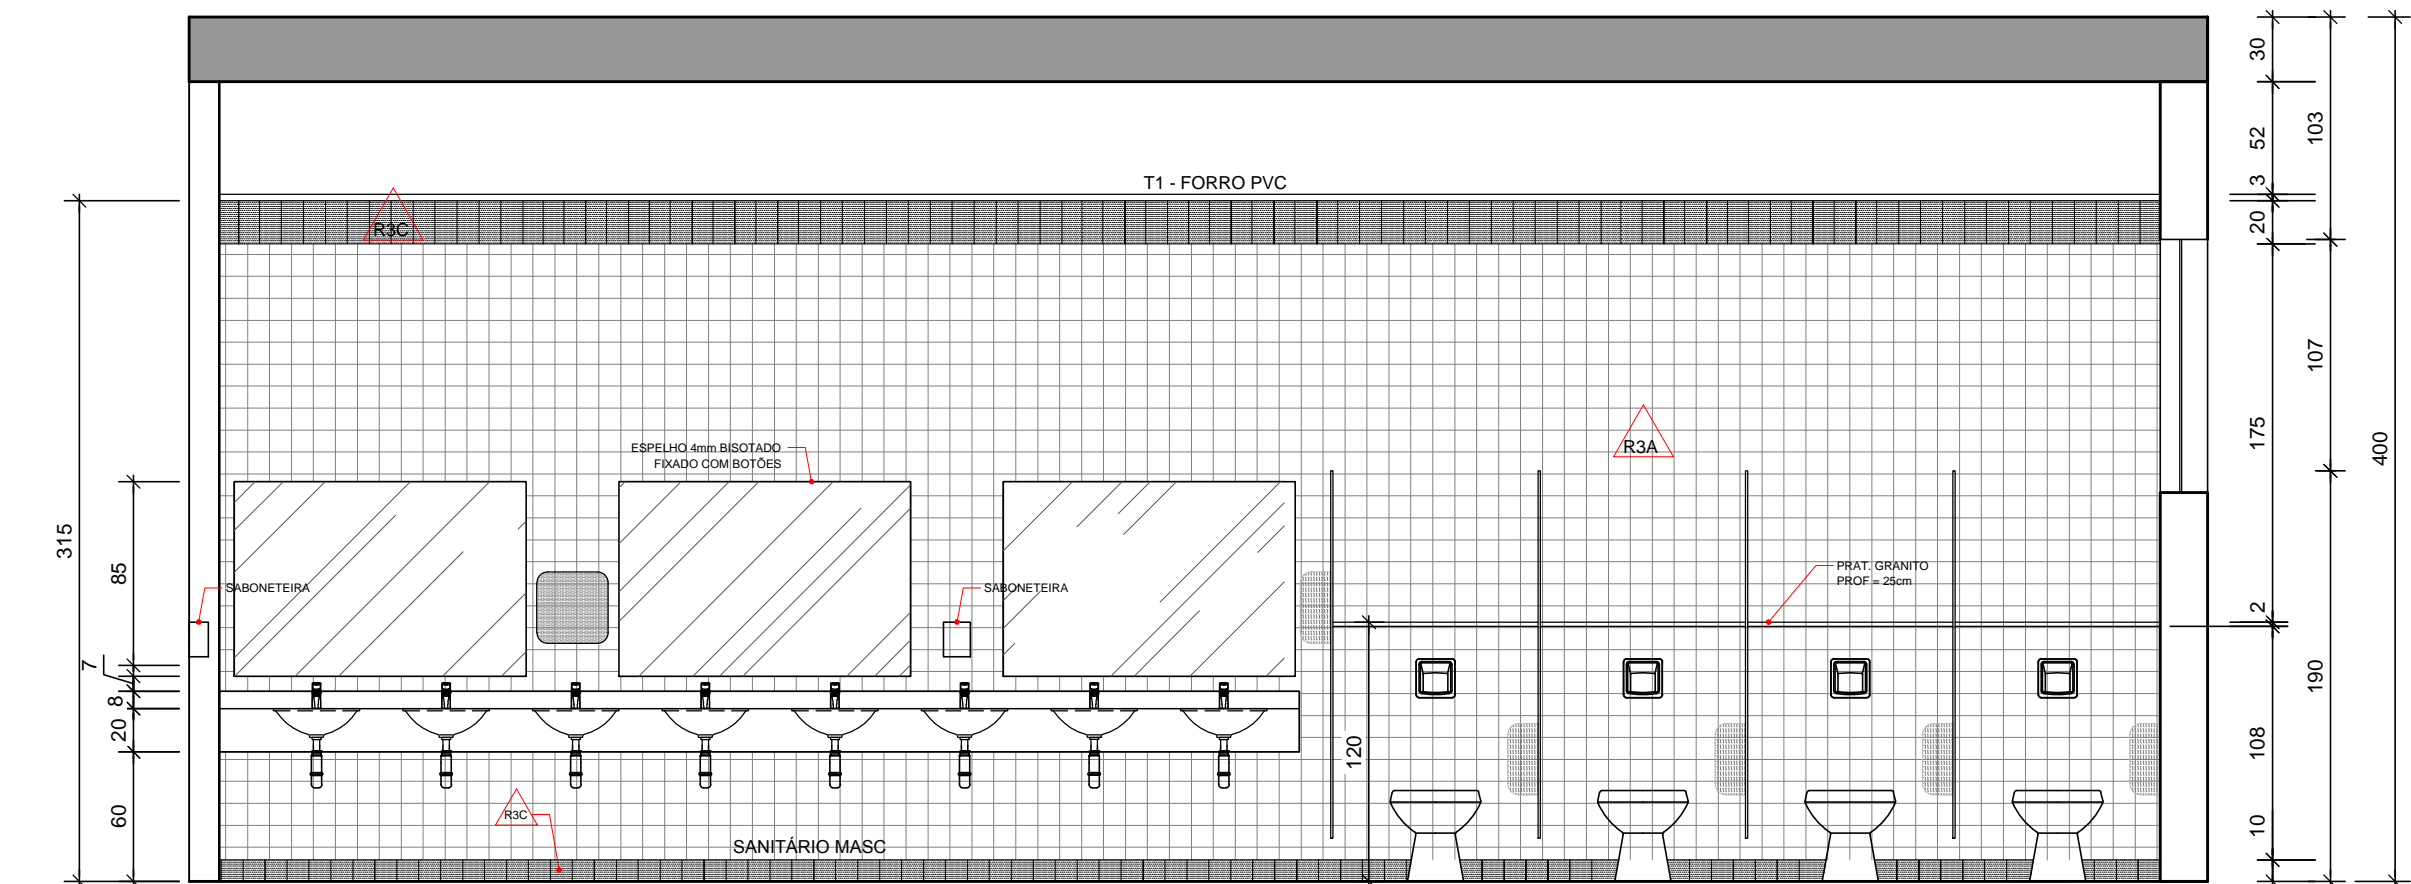 30
103
52
T1 - FORRO PVC
3
R3C
20
107
R3A
175
400
ESPELHO 4mm BISOTADO
FIXADO COM BOTÕES
315
85
SABONETEIRA
SABONETEIRA
PRAT. GRANITO
PROF = 25cm
2
7
190
8
20
120
108
60
R3C
10
SANITÁRIO MASC